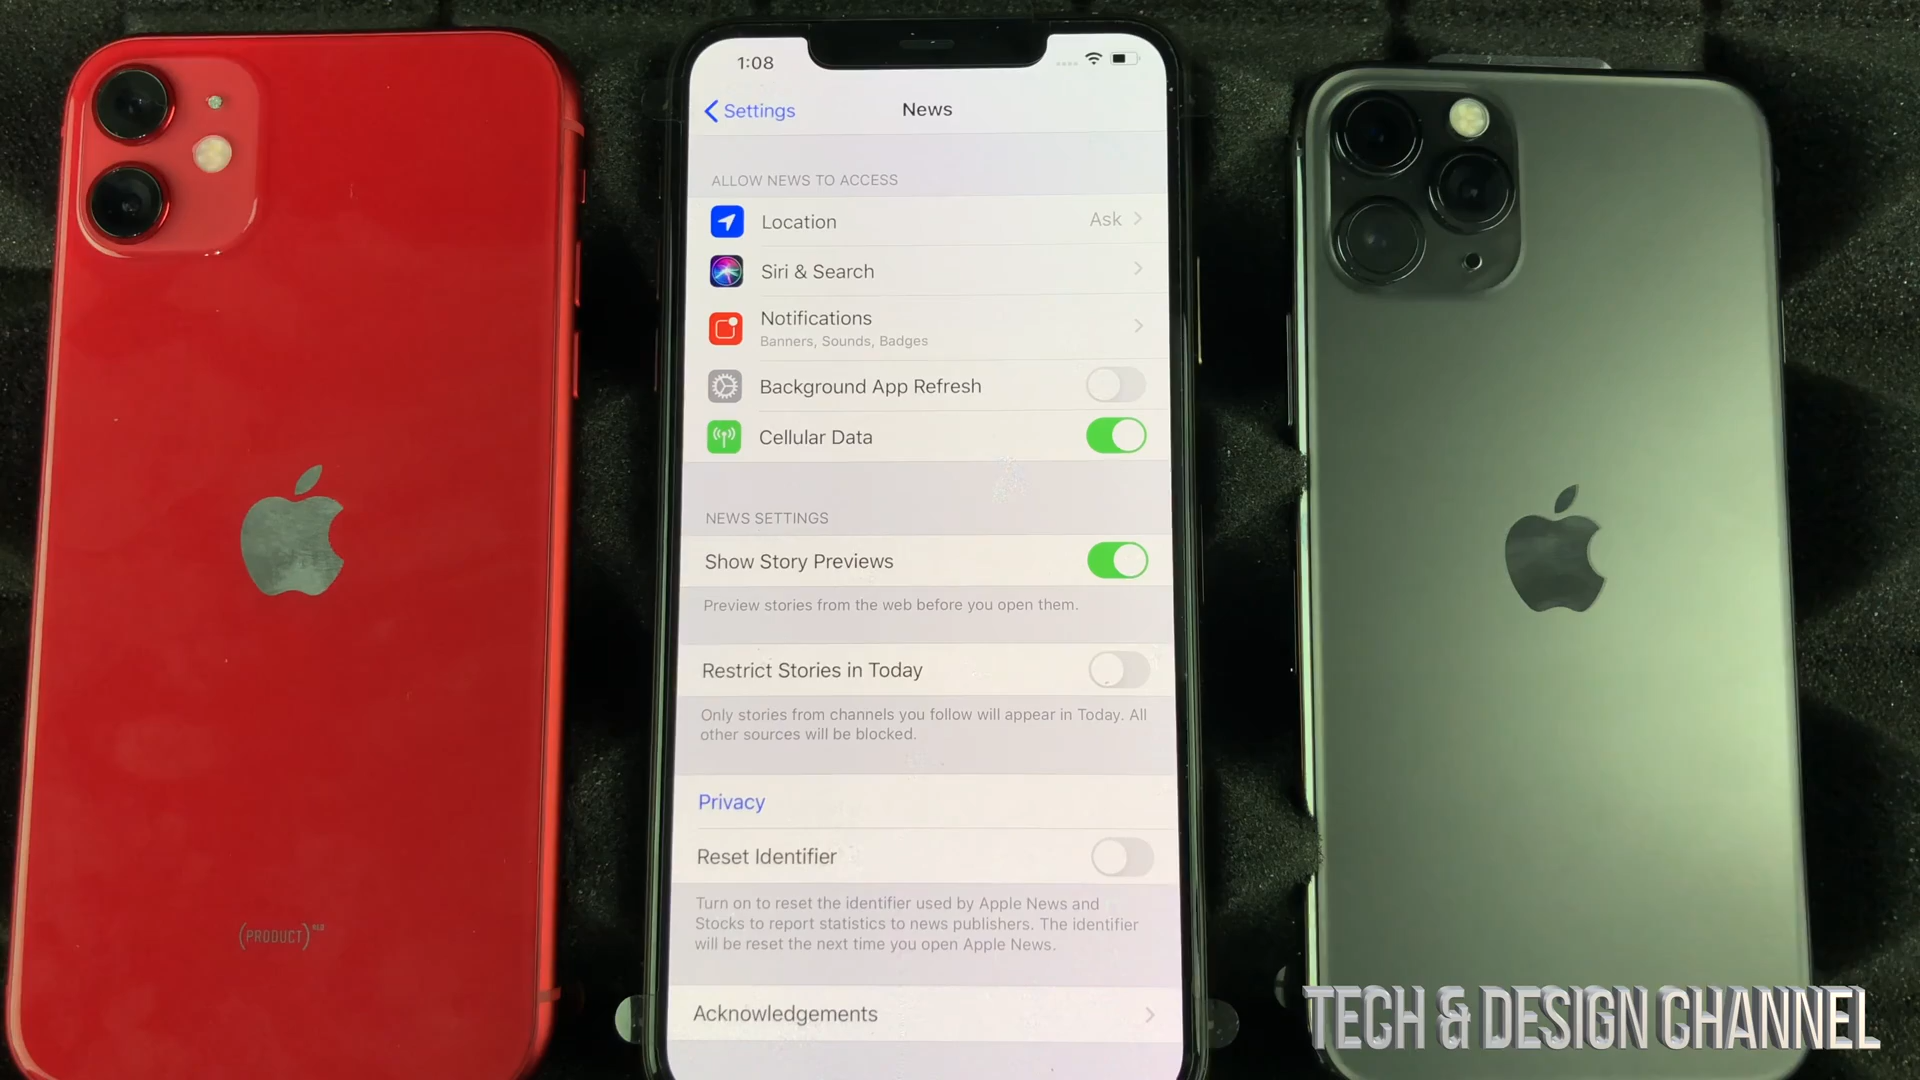 1:08
Settings
News
ALLOW NEWS TO ACCESS
Location
Ask
Siri & Search
Notifications
Banners, Sounds, Badges
Background App Refresh
Cellular Data
NEWS SETTINGS
Show Story Previews
Preview stories from the web before you open them.
Restrict Stories in Today
Only stories from channels you follow will appear in Today. All
other sources will be blocked.
Privacy
Reset Identifier
Turn on to reset the identifier used by Apple News and
Stocks to report statistics to news publishers. The identifier
will be reset the next time you open Apple News.
Acknowledgements
(PRODUCT)RED
TECH & DESIGN CHANNEL